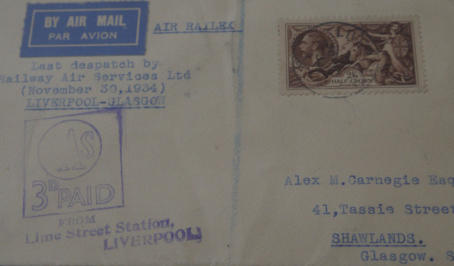 BY AIR MAIL
PAR AVION
AIR RAILEX
Last despatch by
Railway Air Services Ltd
(November 30,1934)
LIVERPOOL-GLASGOW
HALF CROWN
3D PAID
FROM
Lime Street Station,
LIVERPOOL
Alex M.Carnegie Esq
41,Tassie Street
SHAWLANDS.
Glasgow. S